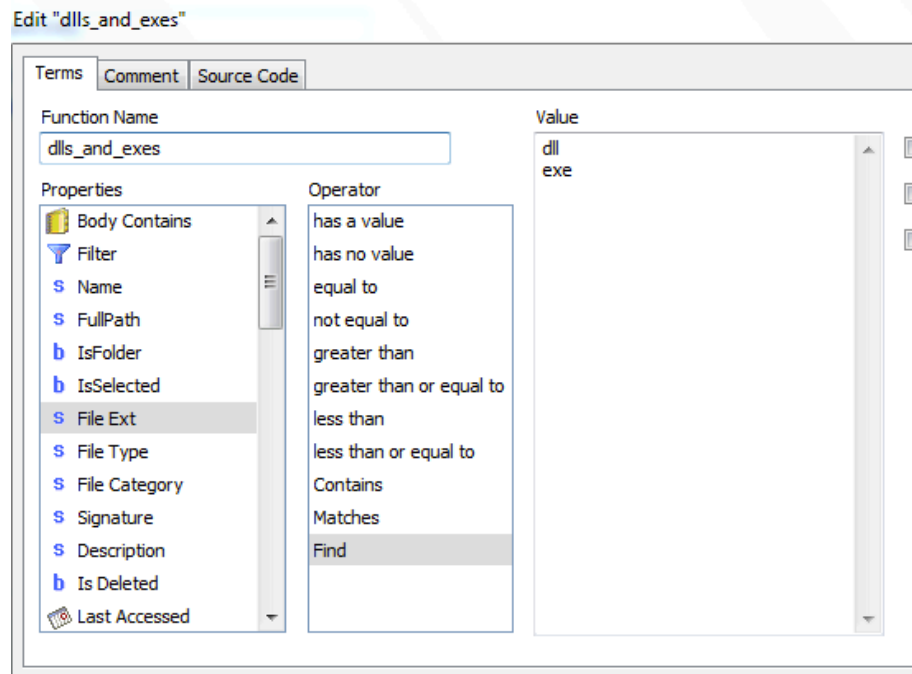 Edit "dlls_and_exes"
Terms Comment Source Code
Function Name
dlls_and_exes
Properties
Body Contains
Filter
s Name
s FullPath
b IsFolder
b IsSelected
s File Ext
s File Type
s File Category
s Signature
s Description
b Is Deleted
Last Accessed
Operator
has a value
has no value
equal to
not equal to
greater than
greater than or equal to
less than
less than or equal to
Contains
Matches
Find
Value
dll
exe